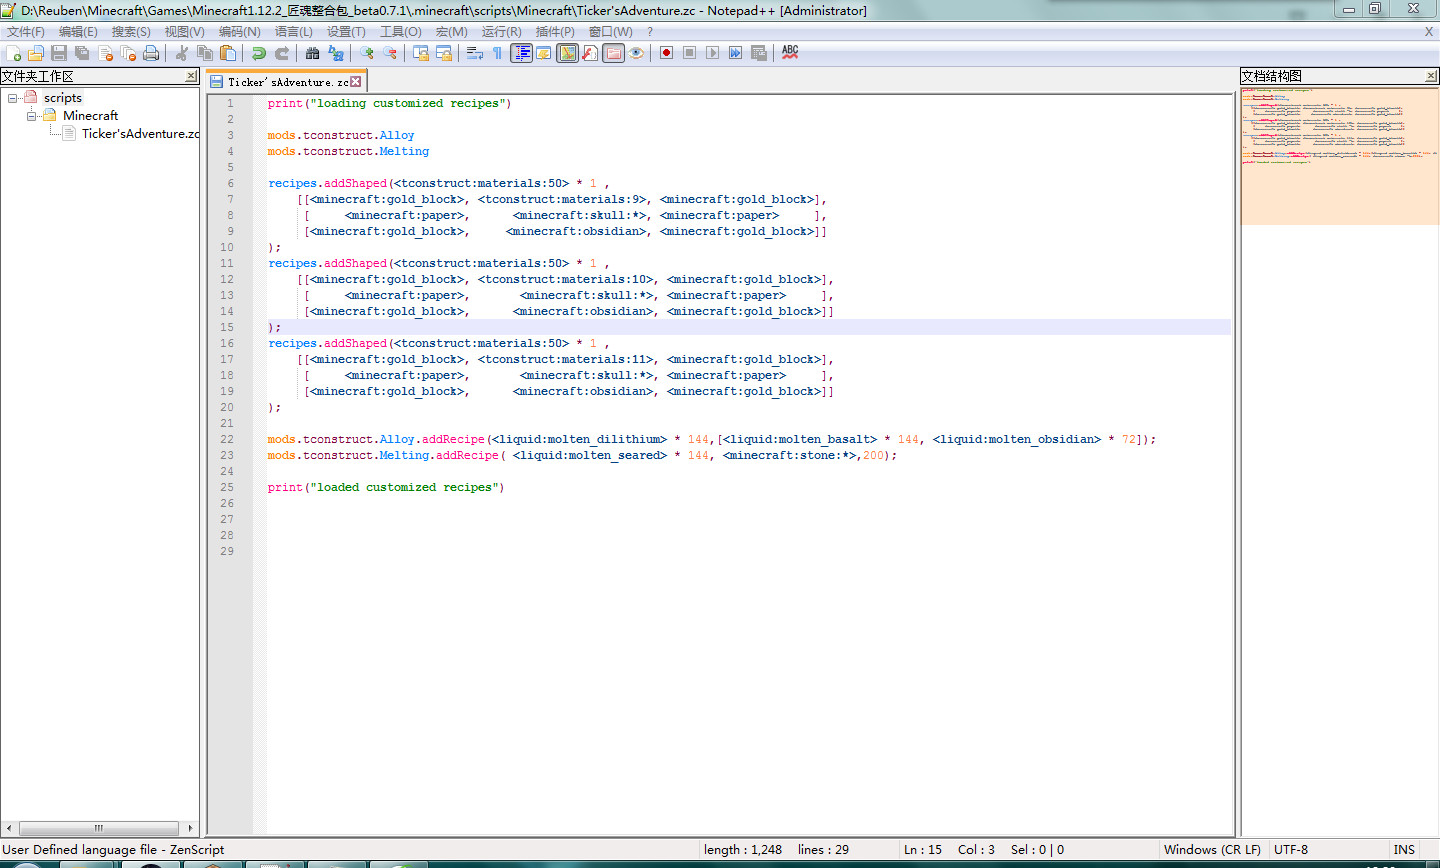 D:\Reuben\Minecraft\Games\Minecraft1.12.2_匠魂整合包_beta0.7.1\.minecraft\scripts\Minecraft\Ticker'sAdventure.zc - Notepad++ [Administrator]
文件(F) 编辑(E) 搜索(S) 视图(V) 编码(N) 语言(L) 设置(T) 工具(O) 宏(M) 运行(R) 插件(P) 窗口(W) ? X
文件夹工作区
scripts
Minecraft
Ticker'sAdventure.zc
Ticker'sAdventure.zc
文档结构图
1 print("loading customized recipes")
2
3 mods.tconstruct.Alloy
4 mods.tconstruct.Melting
5
6 recipes.addShaped(<tconstruct:materials:50> * 1 ,
7 [[<minecraft:gold_block>, <tconstruct:materials:9>, <minecraft:gold_block>],
8 [ <minecraft:paper>, <minecraft:skull:*>, <minecraft:paper> ],
9 [<minecraft:gold_block>, <minecraft:obsidian>, <minecraft:gold_block>]]
10 );
11 recipes.addShaped(<tconstruct:materials:50> * 1 ,
12 [[<minecraft:gold_block>, <tconstruct:materials:10>, <minecraft:gold_block>],
13 [ <minecraft:paper>, <minecraft:skull:*>, <minecraft:paper> ],
14 [<minecraft:gold_block>, <minecraft:obsidian>, <minecraft:gold_block>]]
15 );
16 recipes.addShaped(<tconstruct:materials:50> * 1 ,
17 [[<minecraft:gold_block>, <tconstruct:materials:11>, <minecraft:gold_block>],
18 [ <minecraft:paper>, <minecraft:skull:*>, <minecraft:paper> ],
19 [<minecraft:gold_block>, <minecraft:obsidian>, <minecraft:gold_block>]]
20 );
21
22 mods.tconstruct.Alloy.addRecipe(<liquid:molten_dilithium> * 144,[<liquid:molten_basalt> * 144, <liquid:molten_obsidian> * 72]);
23 mods.tconstruct.Melting.addRecipe( <liquid:molten_seared> * 144, <minecraft:stone:*>,200);
24
25 print("loaded customized recipes")
26
27
28
29
User Defined language file - ZenScript length : 1,248 lines : 29 Ln : 15 Col : 3 Sel : 0 | 0 Windows (CR LF) UTF-8 INS